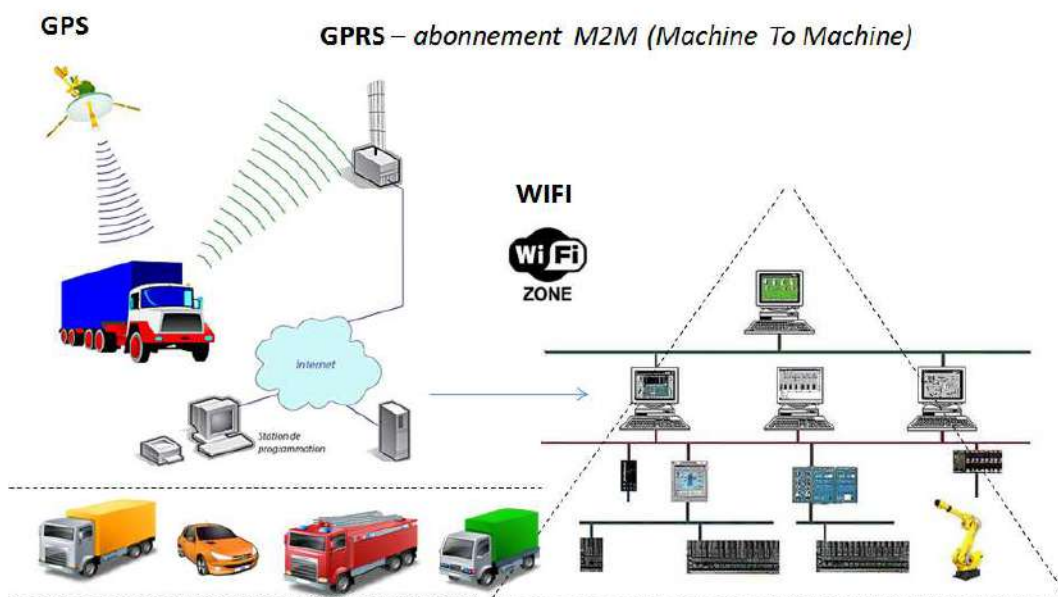 GPS
GPRS – abonnement M2M (Machine To Machine)
WIFI
Wi Fi
ZONE
internet
Station de
programmation